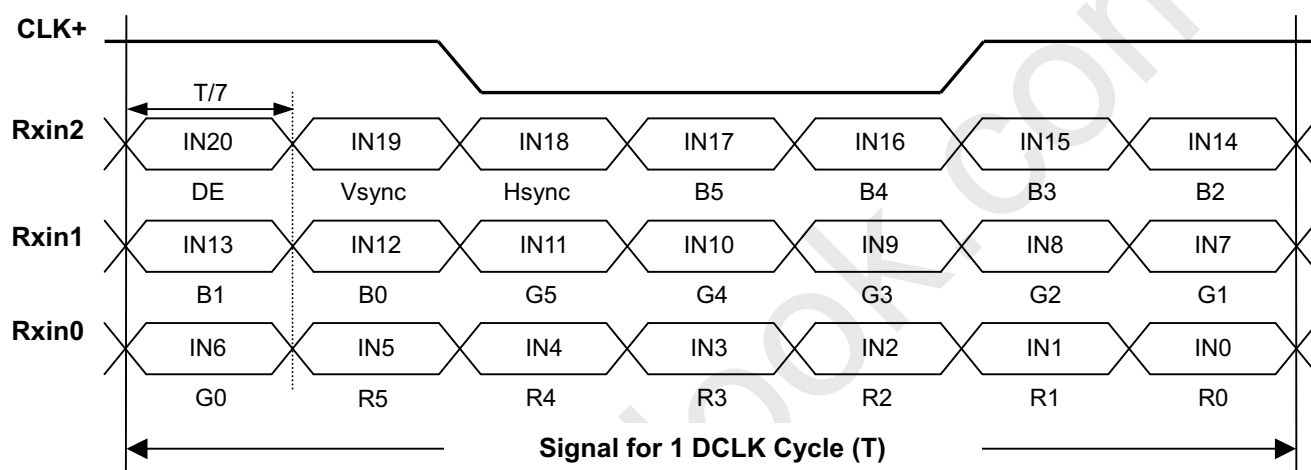 CLK+
T/7
Rxin2
IN20 IN19 IN18 IN17 IN16 IN15 IN14
DE Vsync Hsync B5 B4 B3 B2
Rxin1
IN13 IN12 IN11 IN10 IN9 IN8 IN7
B1 B0 G5 G4 G3 G2 G1
Rxin0
IN6 IN5 IN4 IN3 IN2 IN1 IN0
G0 R5 R4 R3 R2 R1 R0
Signal for 1 DCLK Cycle (T)